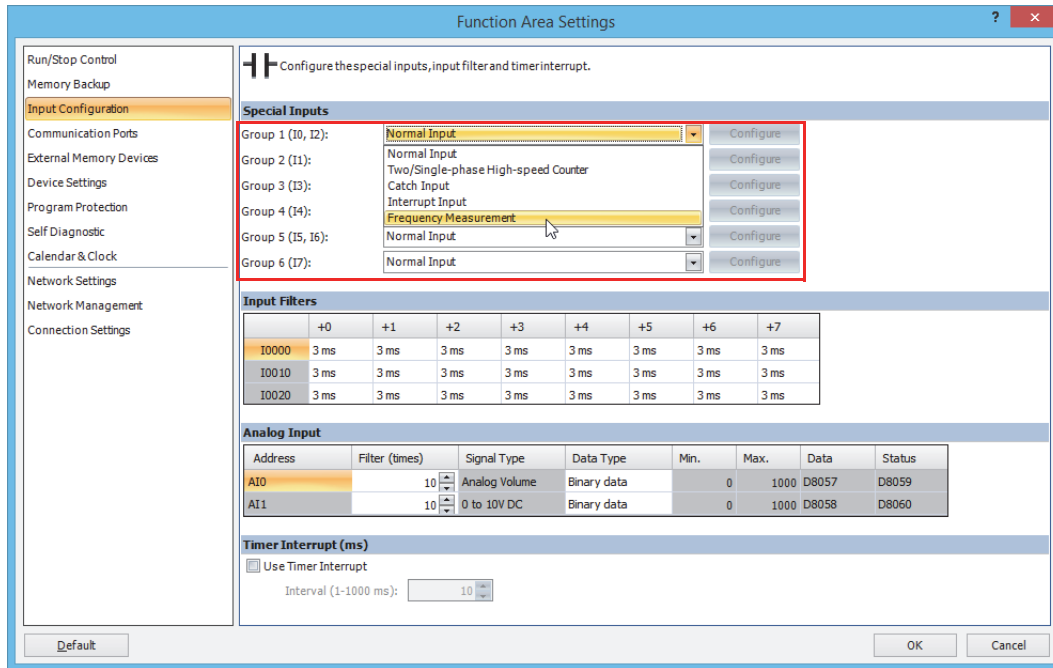 Function Area Settings
?
×
Run/Stop Control
Memory Backup
Input Configuration
Communication Ports
External Memory Devices
Device Settings
Program Protection
Self Diagnostic
Calendar & Clock
Network Settings
Network Management
Connection Settings
Configure the special inputs, input filter and timer interrupt.
Special Inputs
Group 1 (I0, I2): Normal Input Configure
Group 2 (I1): Configure
Group 3 (I3): Configure
Group 4 (I4): Configure
Normal Input
Two/Single-phase High-speed Counter
Catch Input
Interrupt Input
Frequency Measurement
Group 5 (I5, I6): Normal Input Configure
Group 6 (I7): Normal Input Configure
Input Filters
+0 +1 +2 +3 +4 +5 +6 +7
I0000 3 ms 3 ms 3 ms 3 ms 3 ms 3 ms 3 ms 3 ms
I0010 3 ms 3 ms 3 ms 3 ms 3 ms 3 ms 3 ms 3 ms
I0020 3 ms 3 ms 3 ms 3 ms 3 ms 3 ms 3 ms 3 ms
Analog Input
Address Filter (times) Signal Type Data Type Min. Max. Data Status
AI0 10 Analog Volume Binary data 0 1000 D8057 D8059
AI1 10 0 to 10V DC Binary data 0 1000 D8058 D8060
Timer Interrupt (ms)
Use Timer Interrupt
Interval (1-1000 ms): 10
Default OK Cancel